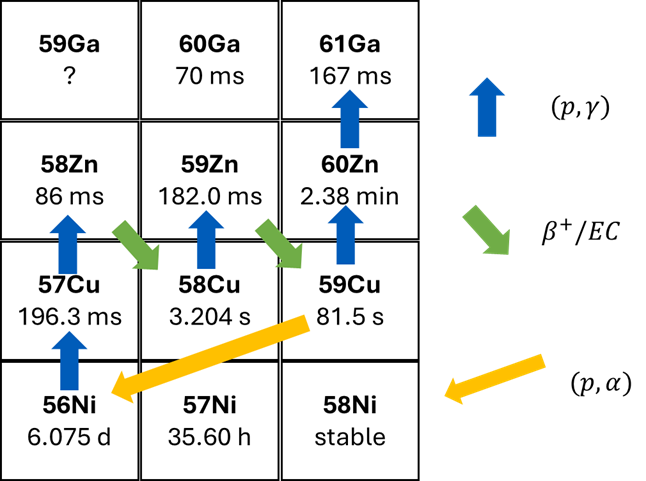 59Ga
?
60Ga
70 ms
61Ga
167 ms
(p, γ)
58Zn
86 ms
59Zn
182.0 ms
60Zn
2.38 min
β⁺/EC
57Cu
196.3 ms
58Cu
3.204 s
59Cu
81.5 s
(p, α)
56Ni
6.075 d
57Ni
35.60 h
58Ni
stable